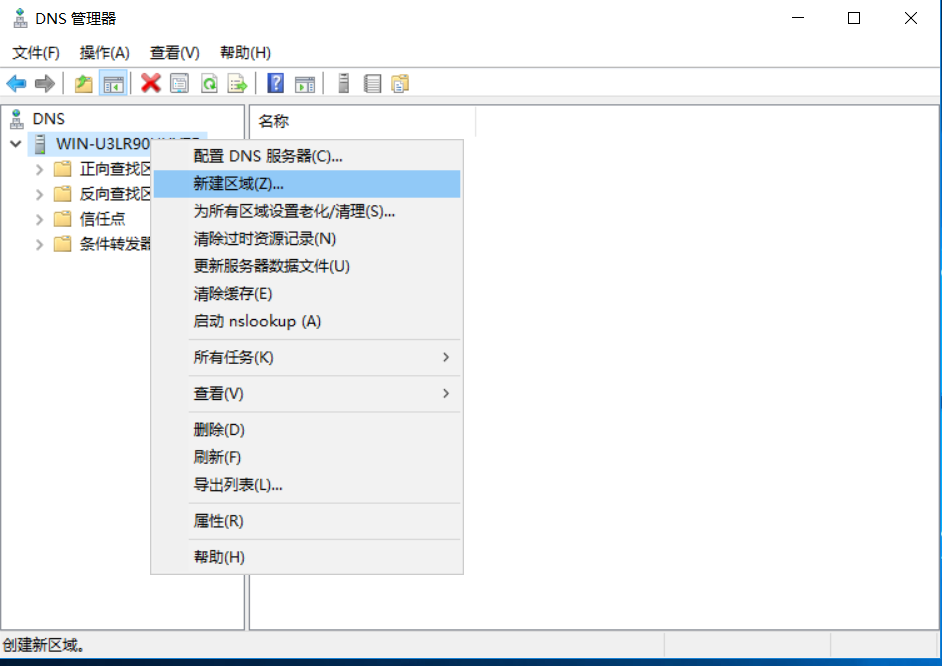 DNS 管理器
文件(F) 操作(A) 查看(V) 帮助(H)
DNS
名称
WIN-U3LR90
正向查找区
反向查找区
信任点
条件转发器
配置 DNS 服务器(C)...
新建区域(Z)...
为所有区域设置老化/清理(S)...
清除过时资源记录(N)
更新服务器数据文件(U)
清除缓存(E)
启动 nslookup (A)
所有任务(K)
查看(V)
删除(D)
刷新(F)
导出列表(L)...
属性(R)
帮助(H)
创建新区域。